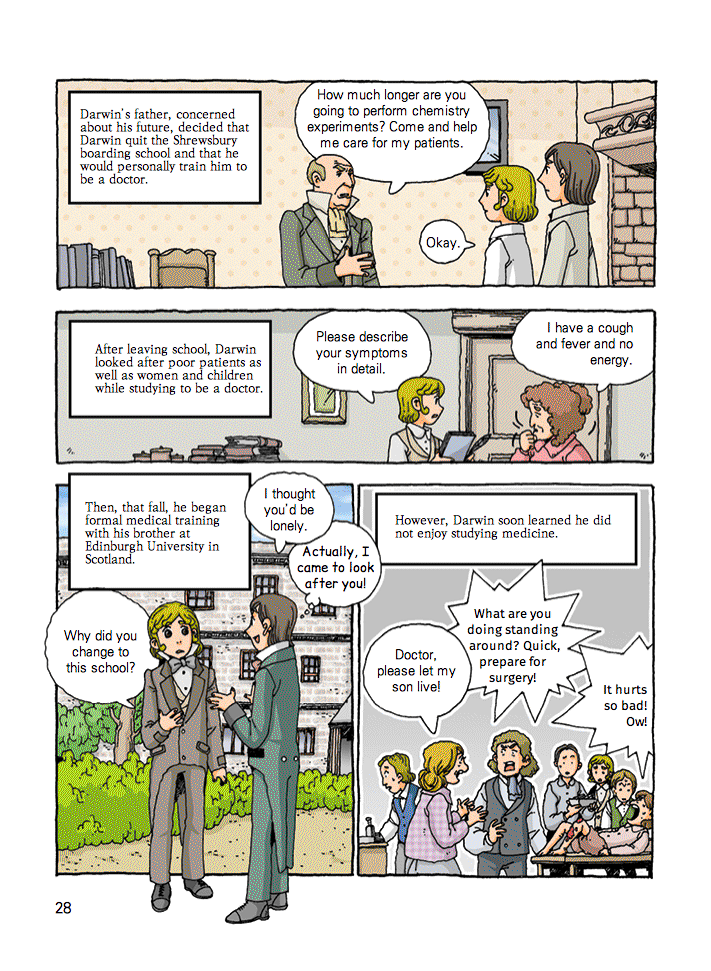 Darwin's father, concerned
about his future, decided that
Darwin quit the Shrewsbury
boarding school and that he
would personally train him to
be a doctor.
How much longer are you
going to perform chemistry
experiments? Come and help
me care for my patients.
Okay.
After leaving school, Darwin
looked after poor patients as
well as women and children
while studying to be a doctor.
Please describe
your symptoms
in detail.
I have a cough
and fever and no
energy.
Then, that fall, he began
formal medical training
with his brother at
Edinburgh University in
Scotland.
I thought
you'd be
lonely.
Actually, I
came to look
after you!
Why did you
change to
this school?
However, Darwin soon learned he did
not enjoy studying medicine.
Doctor,
please let my
son live!
What are you
doing standing
around? Quick,
prepare for
surgery!
It hurts
so bad!
Ow!
28